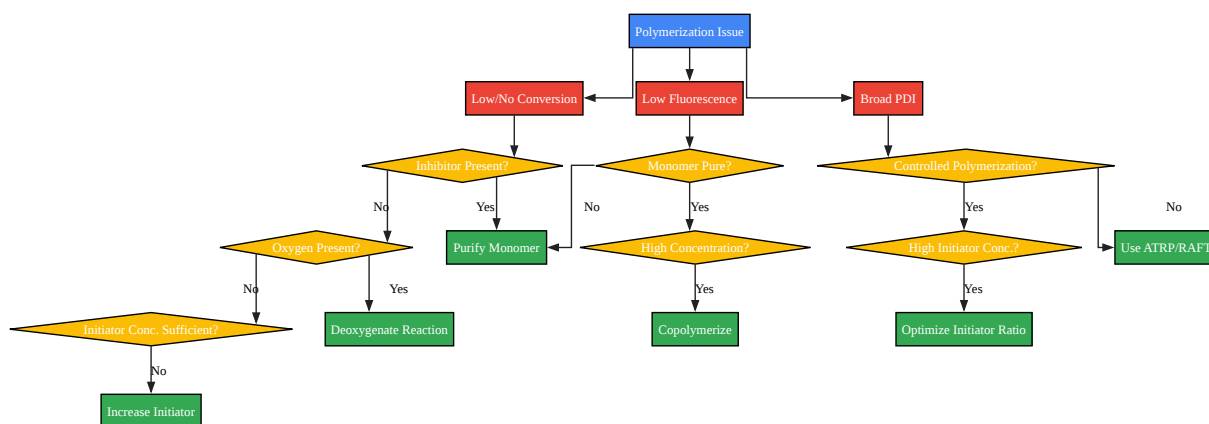 Polymerization Issue
Low/No Conversion
Low Fluorescence
Broad PDI
Inhibitor Present?
Monomer Pure?
Controlled Polymerization?
No
Yes
No
Yes
Yes
No
Oxygen Present?
Purify Monomer
High Concentration?
High Initiator Conc.?
Use ATRP/RAFT
No
Yes
Yes
Yes
Initiator Conc. Sufficient?
Deoxygenate Reaction
Copolymerize
Optimize Initiator Ratio
No
Increase Initiator